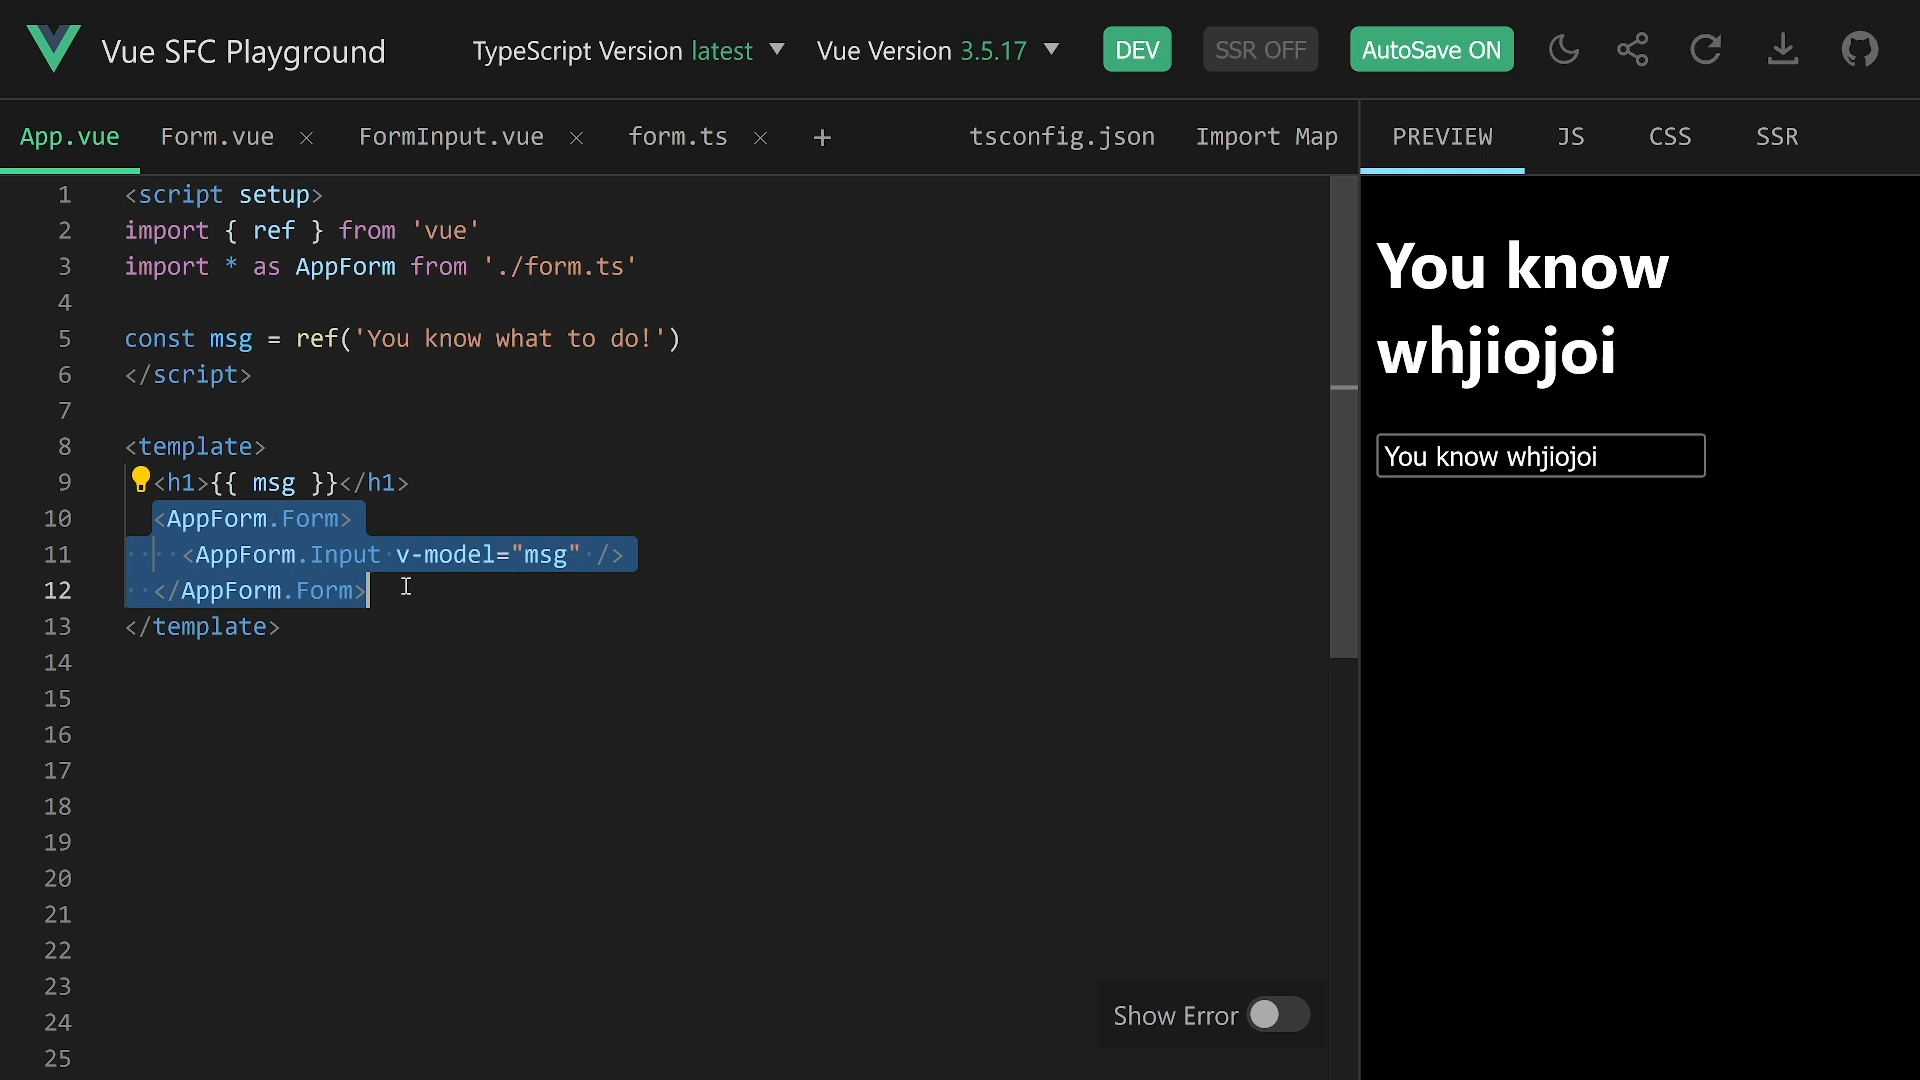 Vue SFC Playground
TypeScript Version latest
Vue Version 3.5.17
DEV
SSR OFF
AutoSave ON
App.vue
Form.vue
FormInput.vue
form.ts
+
tsconfig.json
Import Map
PREVIEW
JS
CSS
SSR
1 <script setup>
2 import { ref } from 'vue'
3 import * as AppForm from './form.ts'
4
5 const msg = ref('You know what to do!')
6 </script>
7
8 <template>
9 <h1>{{ msg }}</h1>
10 <AppForm.Form>
11 <AppForm.Input v-model="msg" />
12 </AppForm.Form>
13 </template>
14
15
16
17
18
19
20
21
22
23
24
25
Show Error
You know
whjiojoi
You know whjiojoi